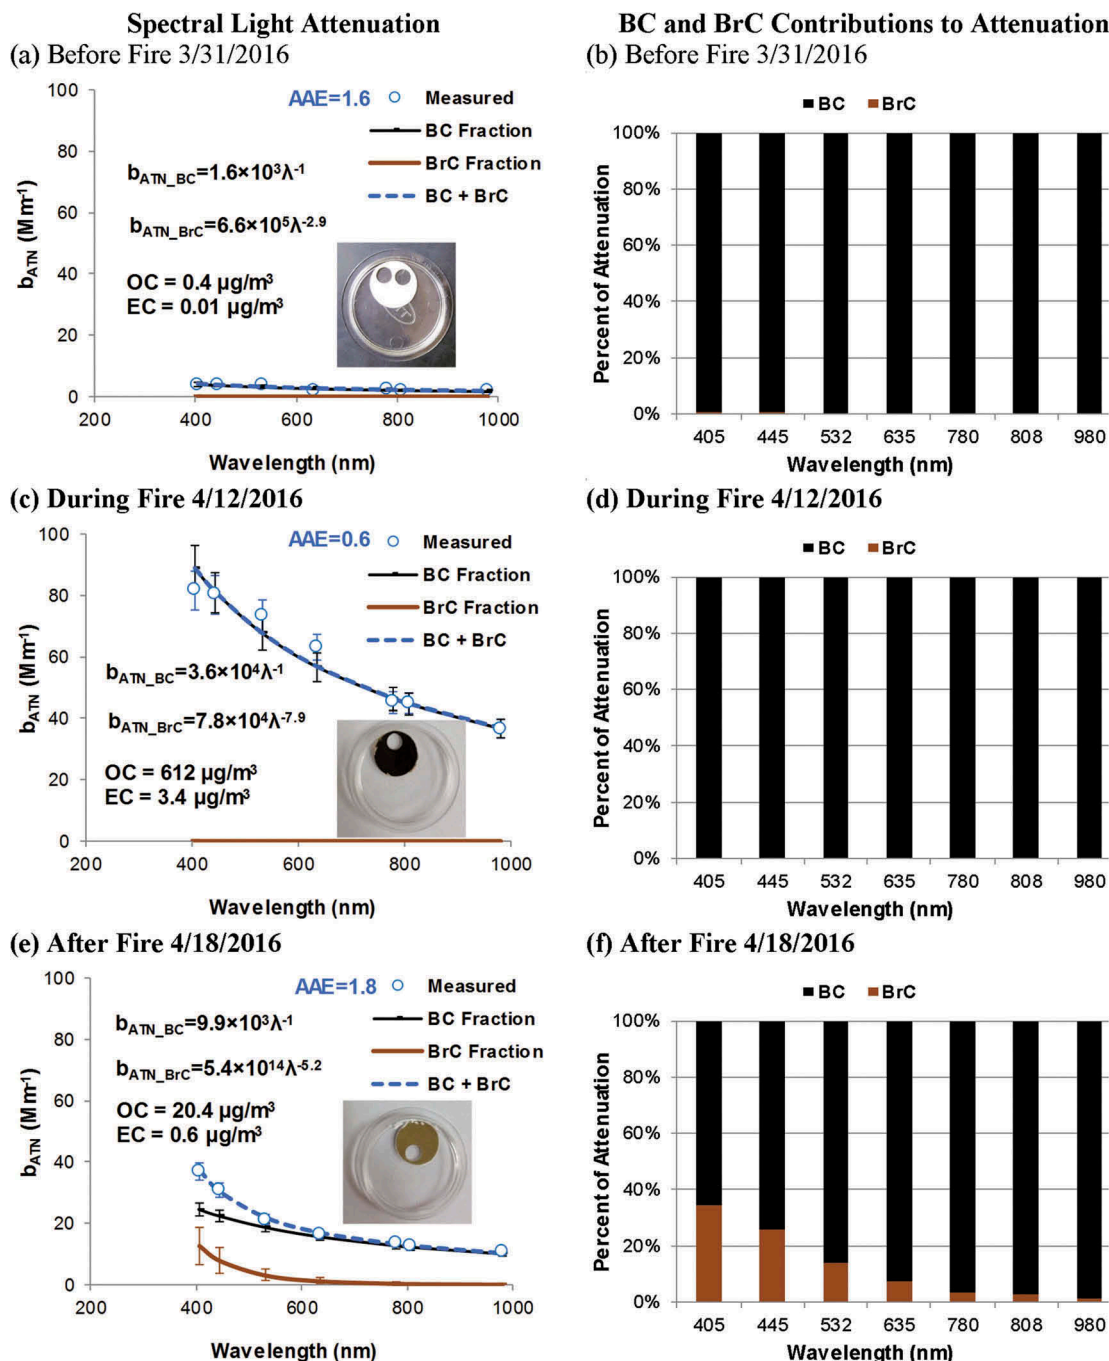 Spectral Light Attenuation
BC and BrC Contributions to Attenuation
(a) Before Fire 3/31/2016
100
80
60
40
20
0
200
400
600
800
1000
b_ATN (Mm⁻¹)
Wavelength (nm)
AAE=1.6
Measured
BC Fraction
BrC Fraction
BC + BrC
b_ATN_BC=1.6×10³λ⁻¹
b_ATN_BrC=6.6×10⁵λ⁻²·⁹
OC = 0.4 µg/m³
EC = 0.01 µg/m³
(b) Before Fire 3/31/2016
BC
BrC
100%
80%
60%
40%
20%
0%
405
445
532
635
780
808
980
Percent of Attenuation
Wavelength (nm)
(c) During Fire 4/12/2016
100
80
60
40
20
0
200
400
600
800
1000
b_ATN (Mm⁻¹)
Wavelength (nm)
AAE=0.6
Measured
BC Fraction
BrC Fraction
BC + BrC
b_ATN_BC=3.6×10⁴λ⁻¹
b_ATN_BrC=7.8×10⁴λ⁻⁷·⁹
OC = 612 µg/m³
EC = 3.4 µg/m³
(d) During Fire 4/12/2016
BC
BrC
100%
80%
60%
40%
20%
0%
405
445
532
635
780
808
980
Percent of Attenuation
Wavelength (nm)
(e) After Fire 4/18/2016
100
80
60
40
20
0
200
400
600
800
1000
b_ATN (Mm⁻¹)
Wavelength (nm)
AAE=1.8
Measured
BC Fraction
BrC Fraction
BC + BrC
b_ATN_BC=9.9×10³λ⁻¹
b_ATN_BrC=5.4×10¹⁴λ⁻⁵·²
OC = 20.4 µg/m³
EC = 0.6 µg/m³
(f) After Fire 4/18/2016
BC
BrC
100%
80%
60%
40%
20%
0%
405
445
532
635
780
808
980
Percent of Attenuation
Wavelength (nm)